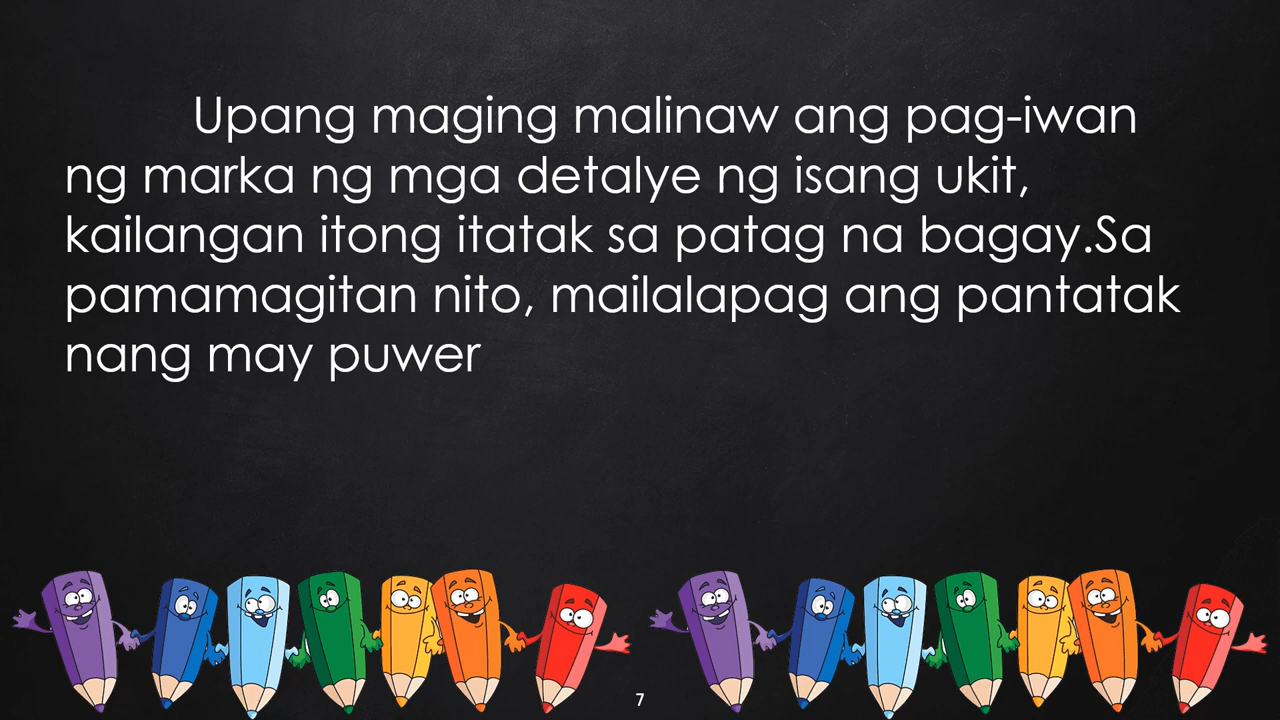 Upang maging malinaw ang pag-iwan
ng marka ng mga detalye ng isang ukit,
kailangan itong itatak sa patag na bagay.Sa
pamamagitan nito, mailalapag ang pantatak
nang may puwer
7